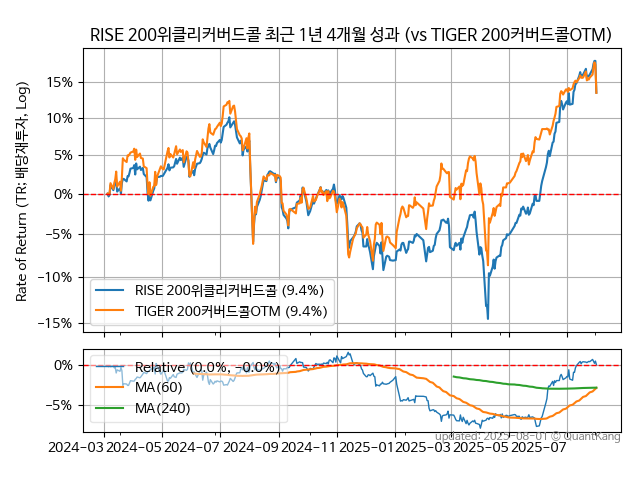 RISE 200위클리커버드콜 최근 1년 4개월 성과 (vs TIGER 200커버드콜OTM)
Rate of Return (TR: 배당재투자, Log)
15%
10%
5%
0%
−5%
−10%
−15%
RISE 200위클리커버드콜 (9.4%)
TIGER 200커버드콜OTM (9.4%)
0%
−5%
Relative (0.0%, −0.0%)
MA(60)
MA(240)
updated: 2025-08-01 © QuantKang
2024-03 2024-05 2024-07 2024-09 2024-11 2025-01 2025-03 2025-05 2025-07